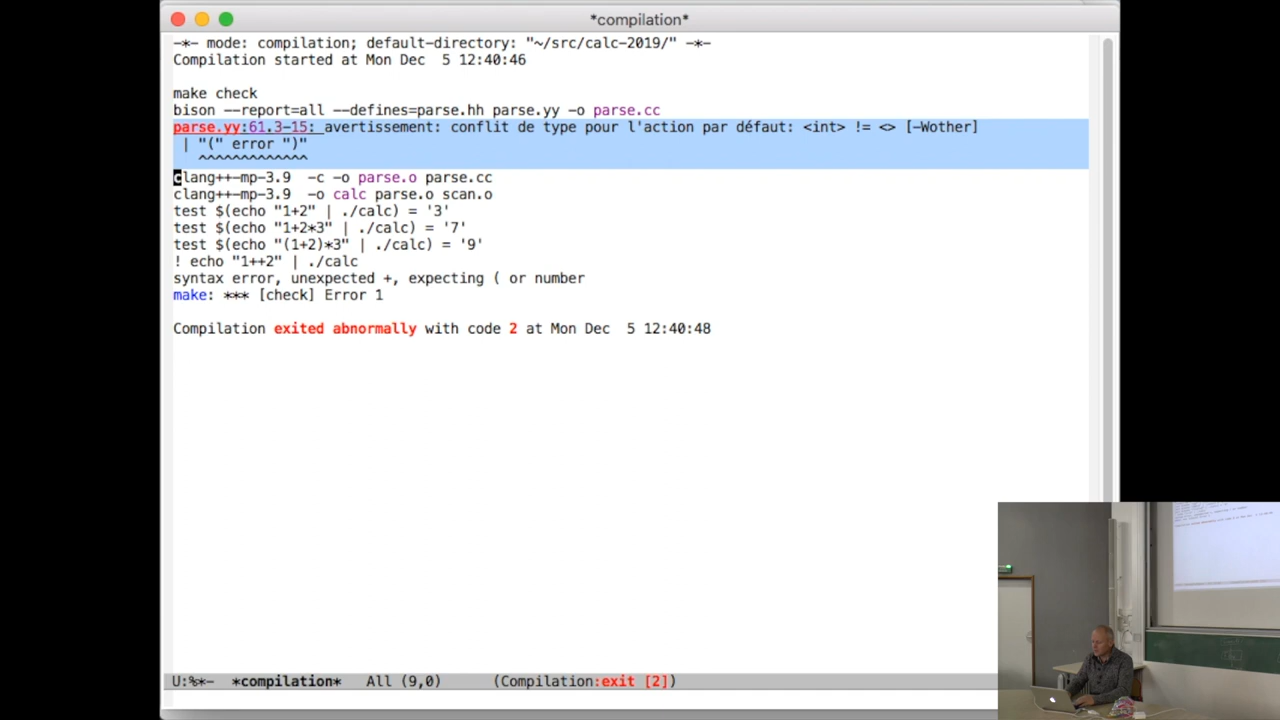 *compilation*
-*- mode: compilation; default-directory: "~/src/calc-2019/" -*-
Compilation started at Mon Dec  5 12:40:46
make check
bison --report=all --defines=parse.hh parse.yy -o parse.cc
parse.yy:61.3-15: avertissement: conflit de type pour l'action par défaut: <int> != <> [-Wother]
 | "(" error ")"
   ^^^^^^^^^^^^^
clang++-mp-3.9  -c -o parse.o parse.cc
clang++-mp-3.9  -o calc parse.o scan.o
test $(echo "1+2" | ./calc) = '3'
test $(echo "1+2*3" | ./calc) = '7'
test $(echo "(1+2)*3" | ./calc) = '9'
! echo "1++2" | ./calc
syntax error, unexpected +, expecting ( or number
make: *** [check] Error 1
Compilation exited abnormally with code 2 at Mon Dec  5 12:40:48
U:%*-  *compilation*   All (9,0)      (Compilation:exit [2])